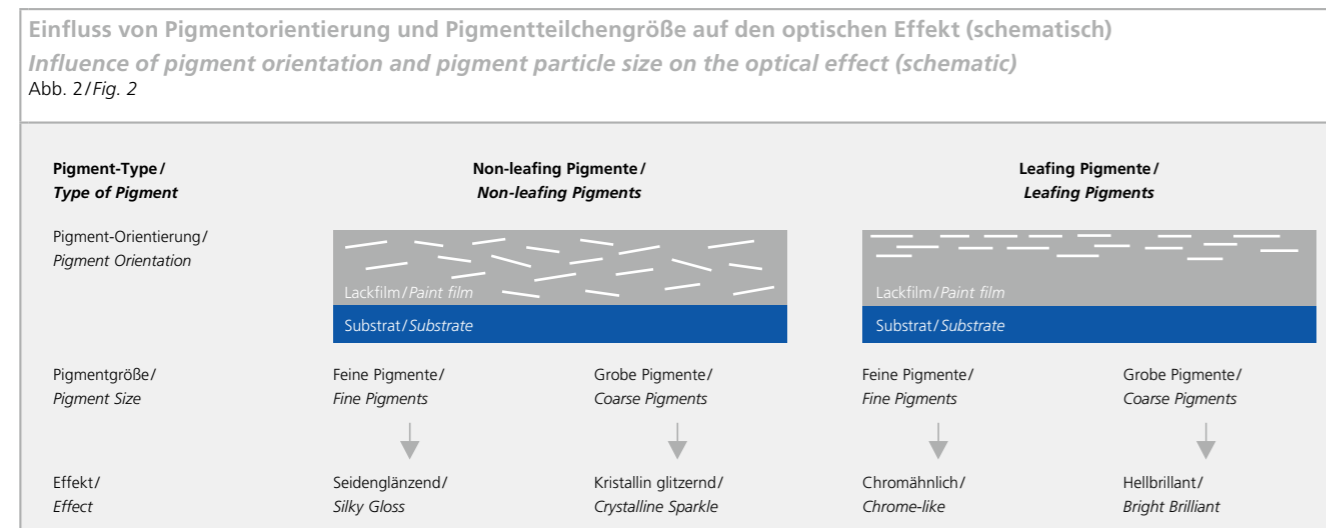 Einfluss von Pigmentorientierung und Pigmentteilchengröße auf den optischen Effekt (schematisch)
Influence of pigment orientation and pigment particle size on the optical effect (schematic)
Abb. 2/Fig. 2
Pigment-Type/
Type of Pigment
Non-leafing Pigmente/
Non-leafing Pigments
Leafing Pigmente/
Leafing Pigments
Pigment-Orientierung/
Pigment Orientation
Lackfilm/Paint film
Substrat/Substrate
Lackfilm/Paint film
Substrat/Substrate
Pigmentgröße/
Pigment Size
Feine Pigmente/
Fine Pigments
Grobe Pigmente/
Coarse Pigments
Feine Pigmente/
Fine Pigments
Grobe Pigmente/
Coarse Pigments
Effekt/
Effect
Seidenglänzend/
Silky Gloss
Kristallin glitzernd/
Crystalline Sparkle
Chromähnlich/
Chrome-like
Hellbrillant/
Bright Brilliant